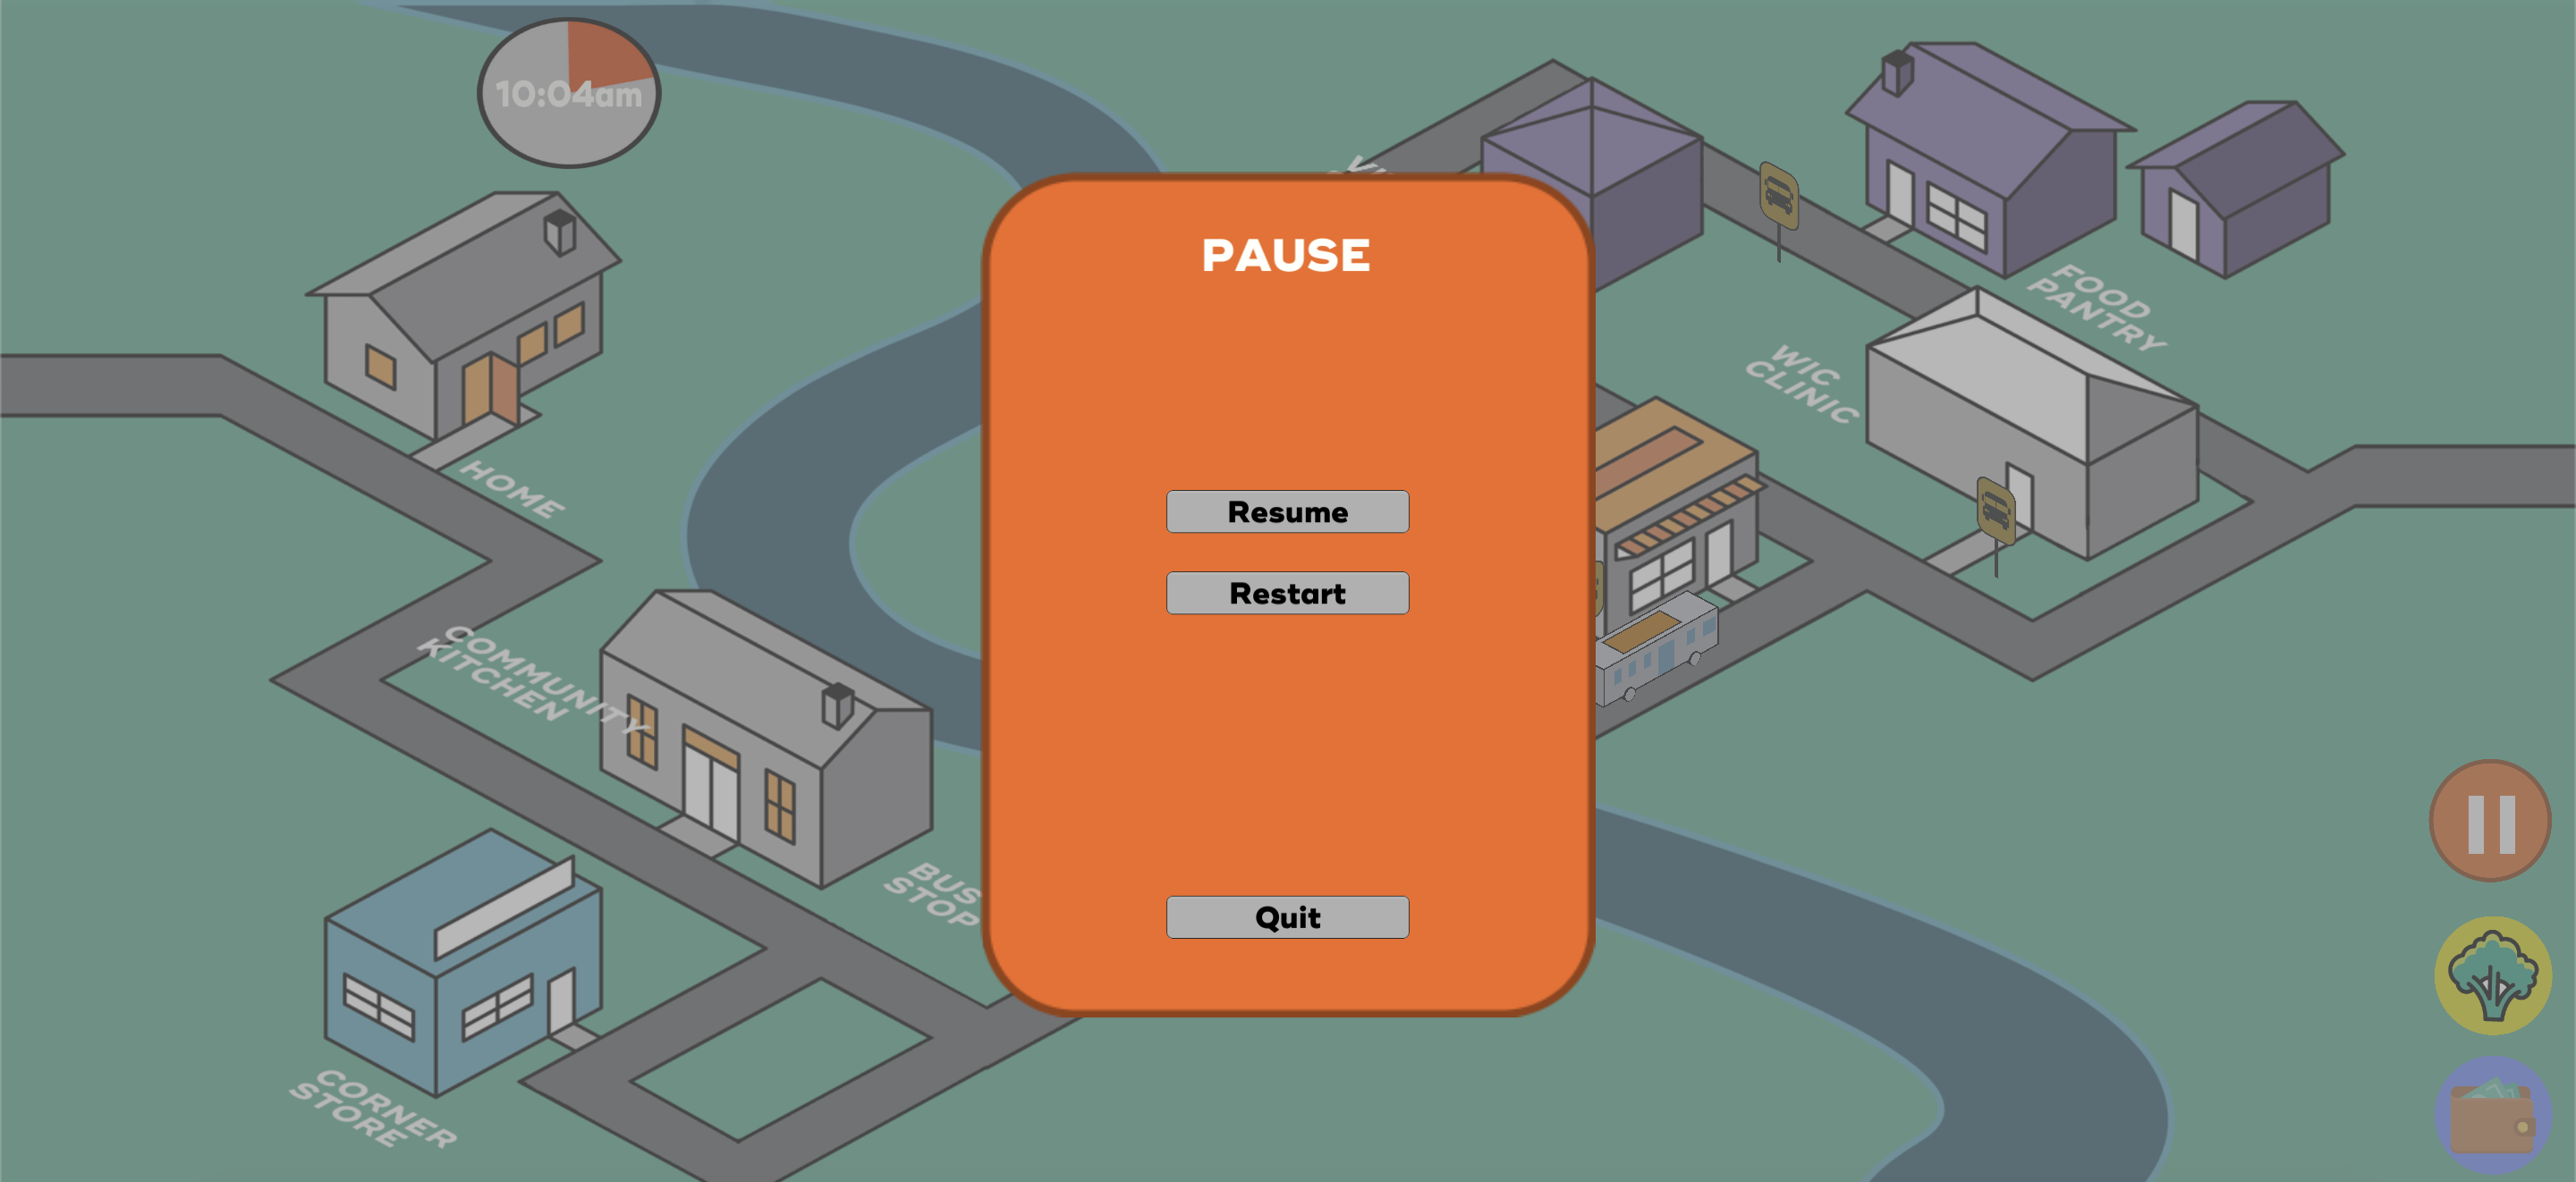 10:04am
PAUSE
FOOD
PANTRY
WIC
CLINIC
HOME
Resume
Restart
COMMUNITY
KITCHEN
BUS
STOP
Quit
CORNER
STORE